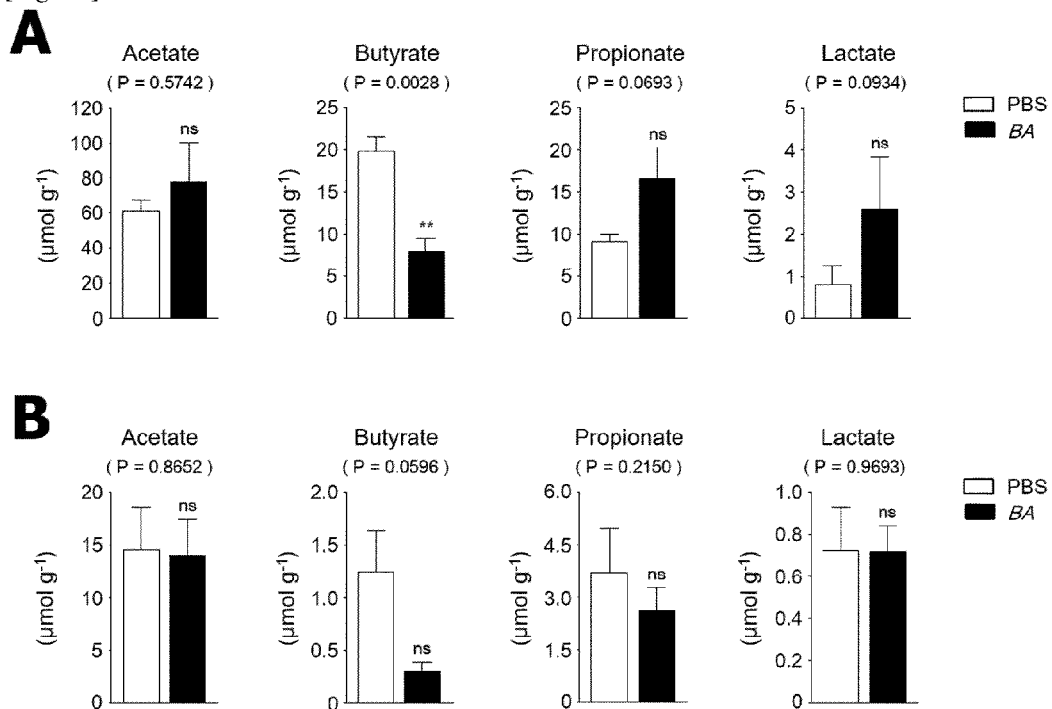 A
Acetate
( P = 0.5742 )
120
100
80
60
40
20
0
(µmol g⁻¹)
ns
Butyrate
( P = 0.0028 )
25
20
15
10
5
0
(µmol g⁻¹)
**
Propionate
( P = 0.0693 )
25
20
15
10
5
0
(µmol g⁻¹)
ns
Lactate
( P = 0.0934)
5
4
3
2
1
0
(µmol g⁻¹)
ns
PBS
BA
B
Acetate
( P = 0.8652 )
20
15
10
5
0
(µmol g⁻¹)
ns
Butyrate
( P = 0.0596 )
2.0
1.5
1.0
0.5
0
(µmol g⁻¹)
ns
Propionate
( P = 0.2150 )
6.0
4.5
3.0
1.5
0
(µmol g⁻¹)
ns
Lactate
( P = 0.9693)
1.0
0.8
0.6
0.4
0.2
0
(µmol g⁻¹)
ns
PBS
BA